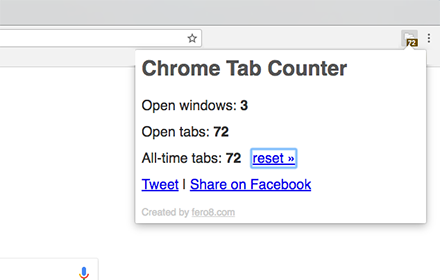 72
Chrome Tab Counter
Open windows: 3
Open tabs: 72
All-time tabs: 72 reset »
Tweet | Share on Facebook
Created by fero8.com